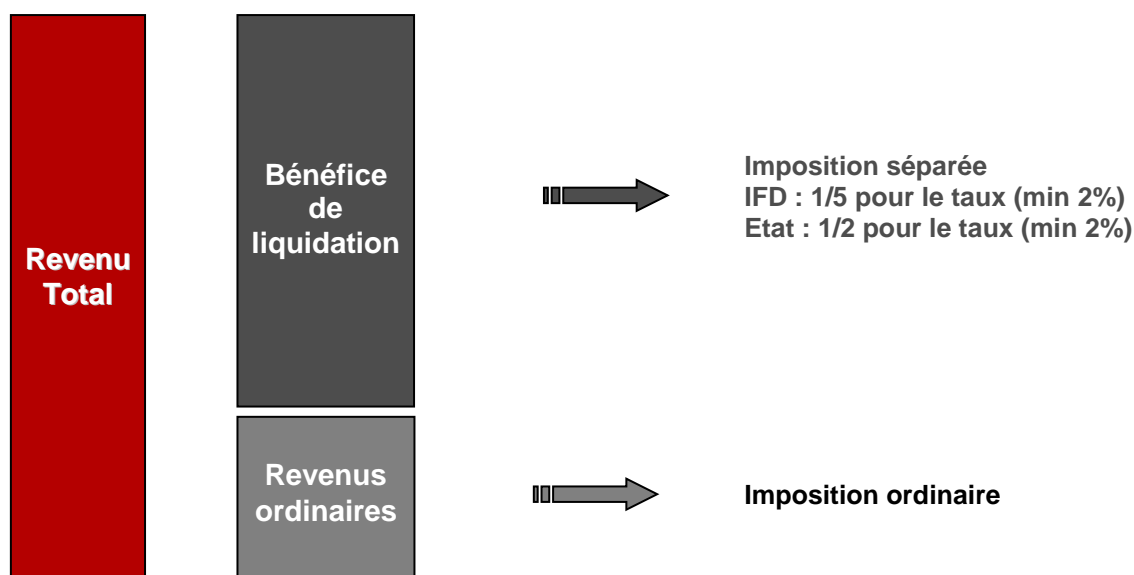 Revenu
Total
Bénéfice
de
liquidation
Imposition séparée
IFD : 1/5 pour le taux (min 2%)
Etat : 1/2 pour le taux (min 2%)
Revenus
ordinaires
Imposition ordinaire